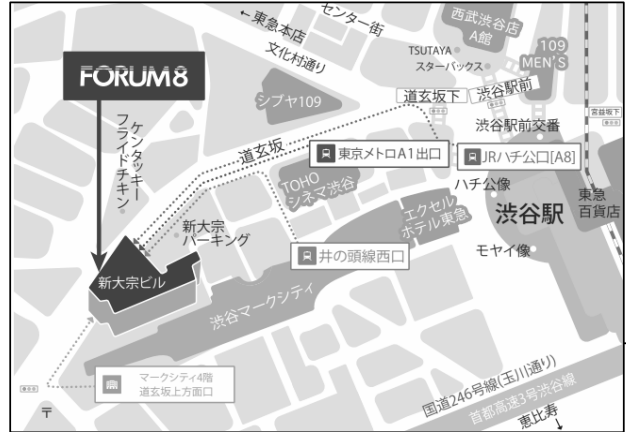 ←東急本店
センター街
文化村通り
西武渋谷店
A館
TSUTAYA
スターバックス
109
MEN'S
FORUM8
シブヤ109
道玄坂下
渋谷駅前
宮益坂下
渋谷駅前交番
ケンタッキー
フライドチキン
道玄坂
東京メトロA1出口
JRハチ公口[A8]
TOHO
シネマ渋谷
ハチ公像
エクセル
ホテル東急
渋谷駅
東急
百貨店
新大宗
パーキング
井の頭線西口
モヤイ像
新大宗ビル
渋谷マークシティ
マークシティ4階
道玄坂上方面口
国道246号線(玉川通り)
首都高速3号渋谷線
恵比寿↓
〒